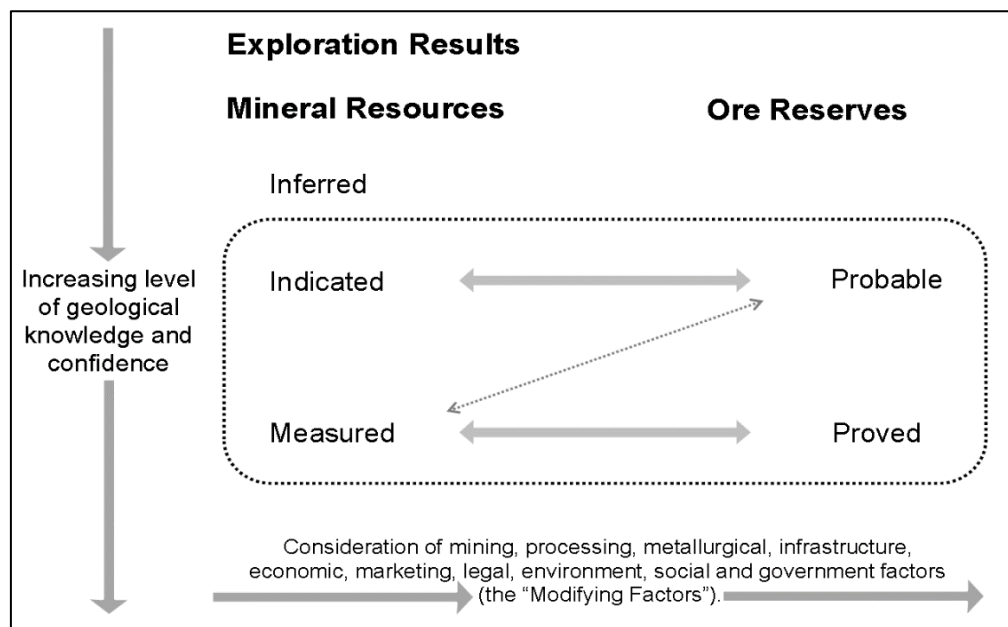 Exploration Results
Mineral Resources
Ore Reserves
Inferred
Increasing level
of geological
knowledge and
confidence
Indicated
Probable
Measured
Proved
Consideration of mining, processing, metallurgical, infrastructure,
economic, marketing, legal, environment, social and government factors
(the “Modifying Factors”).